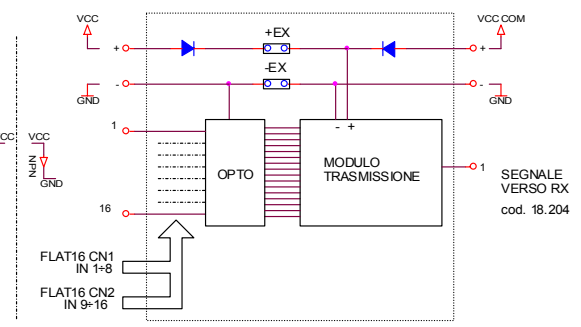 VCC
+EX
VCC COM
+
+
-EX
-
-
GND
GND
1
- +
CC
VCC
NPN
GND
OPTO
MODULO
TRASMISSIONE
1
SEGNALE
VERSO RX
cod. 18.204
16
FLAT16 CN1
IN 1÷8
FLAT16 CN2
IN 9÷16